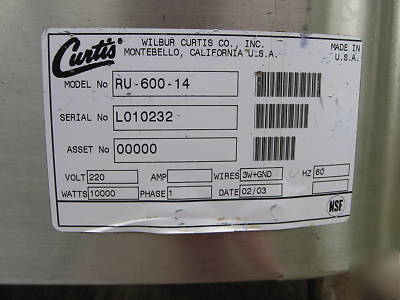 Curtis
WILBUR CURTIS CO., INC.
MONTEBELLO, CALIFORNIA U.S.A.
MADE IN
U.S.A.
MODEL No RU-600-14
SERIAL No L010232
ASSET No 00000
VOLT 220 AMP WIRES 3W+GND HZ 60
WATTS 10000 PHASE 1 DATE 02/03
NSF